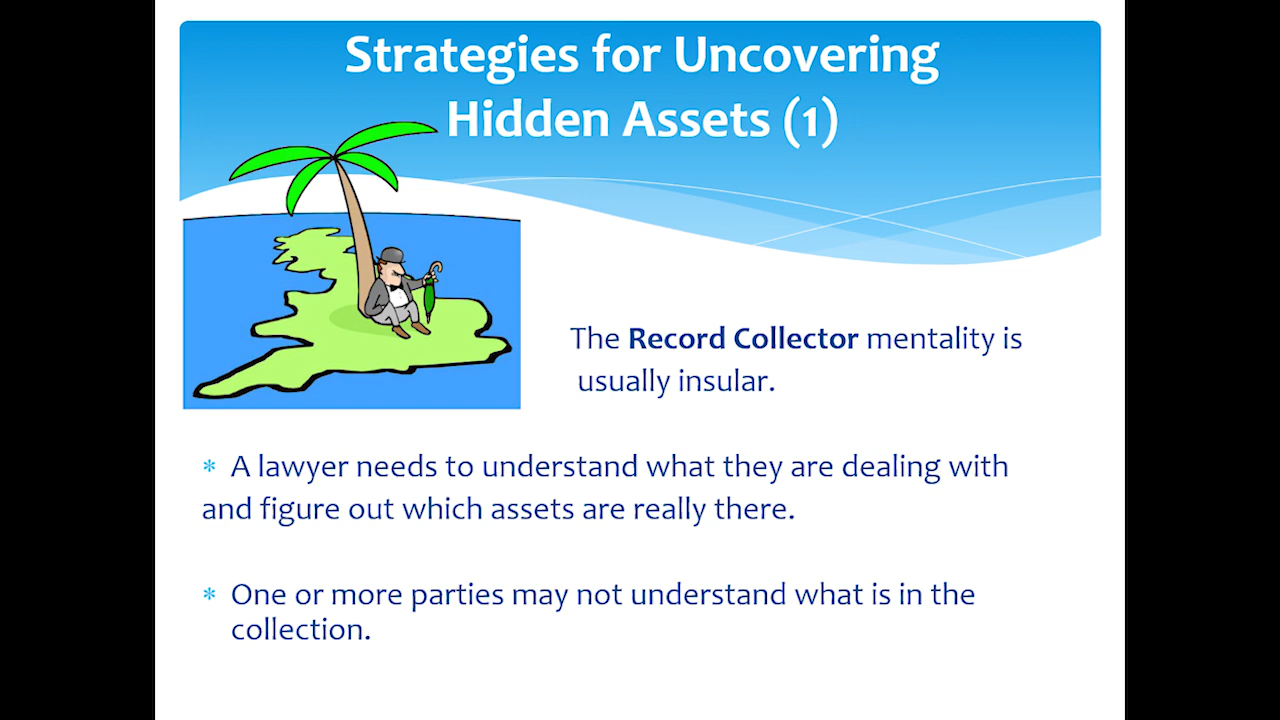 Strategies for Uncovering
Hidden Assets (1)
The Record Collector mentality is
usually insular.
* A lawyer needs to understand what they are dealing with
and figure out which assets are really there.
* One or more parties may not understand what is in the
collection.